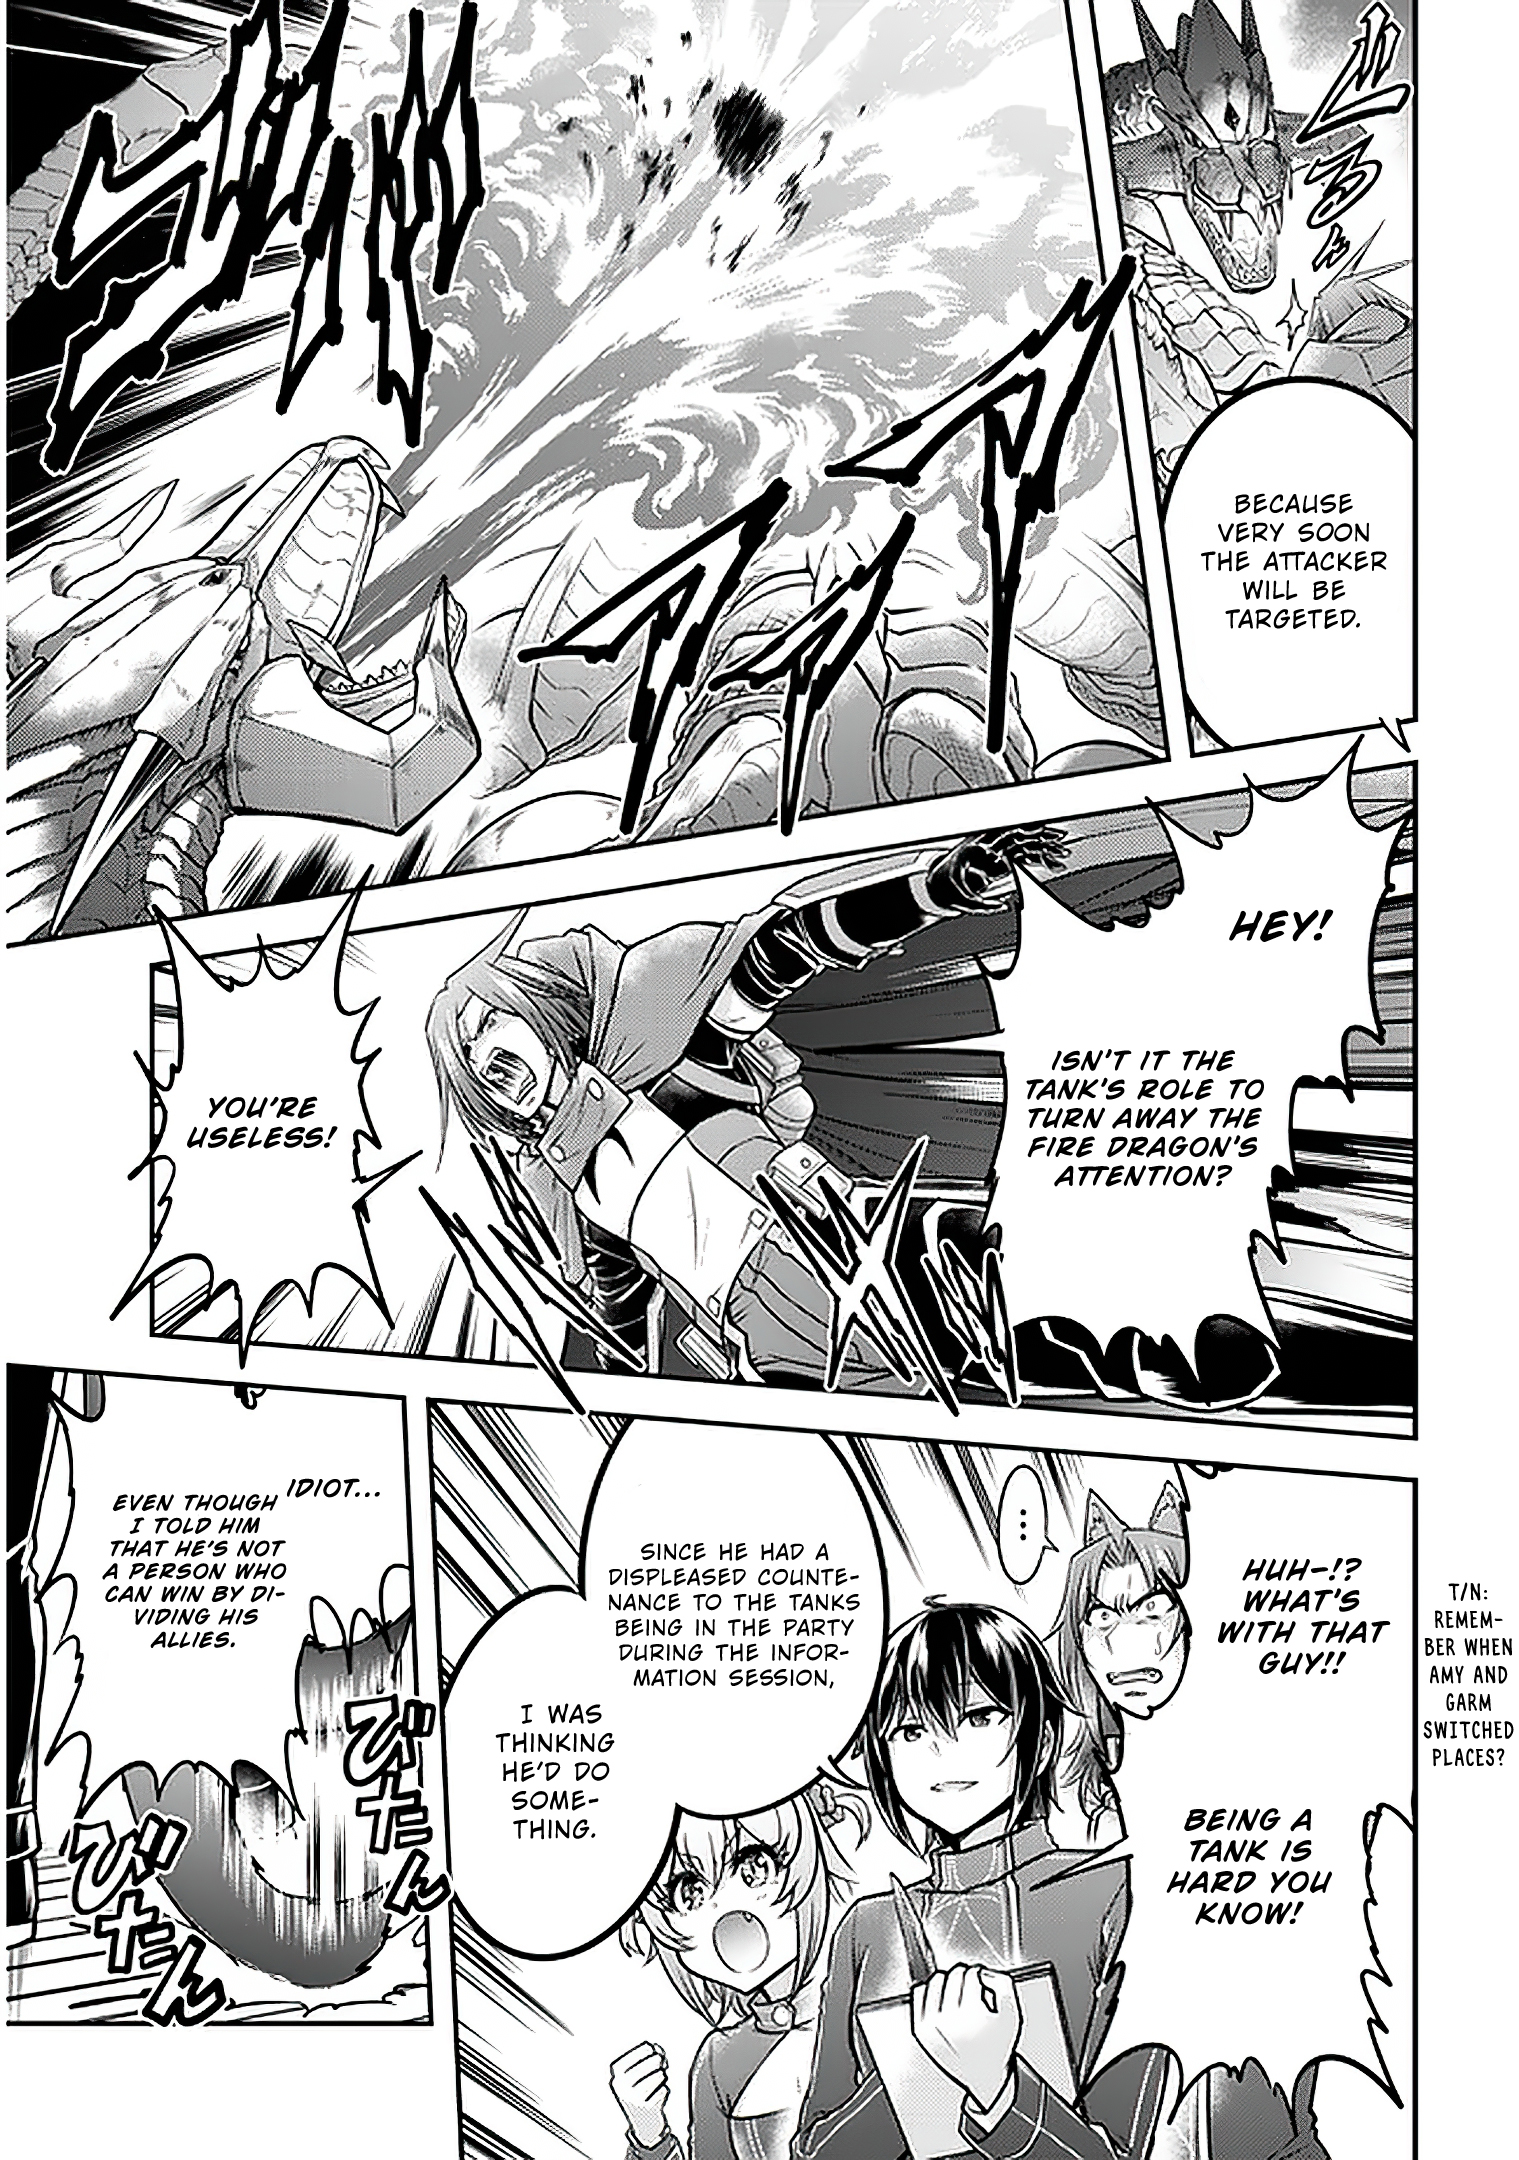 BECAUSE
VERY SOON
THE ATTACKER
WILL BE
TARGETED.
HEY!
ISN'T IT THE
TANK'S ROLE TO
TURN AWAY THE
FIRE DRAGON'S
ATTENTION?
YOU'RE
USELESS!
HUH-!?
WHAT'S
WITH THAT
GUY!!
BEING A
TANK IS
HARD YOU
KNOW!
...
SINCE HE HAD A
DISPLEASED COUNTE-
NANCE TO THE TANKS
BEING IN THE PARTY
DURING THE INFOR-
MATION SESSION,
I WAS
THINKING
HE'D DO
SOME-
THING.
IDIOT...
EVEN THOUGH
I TOLD HIM
THAT HE'S NOT
A PERSON WHO
CAN WIN BY DI-
VIDING HIS
ALLIES.
びたん
びたん
T/N:
REMEM-
BER WHEN
AMY AND
GARM
SWITCHED
PLACES?